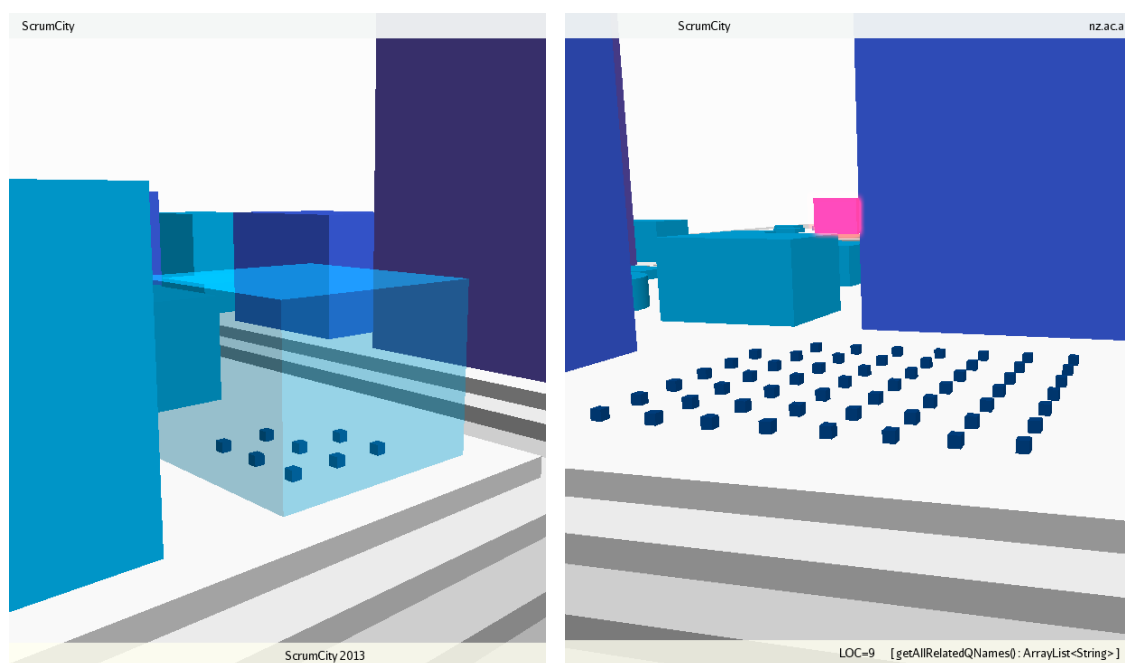 ScrumCity
ScrumCity 2013
ScrumCity nz.ac.a
LOC=9 [getAllRelatedQNames() : ArrayList<String> ]